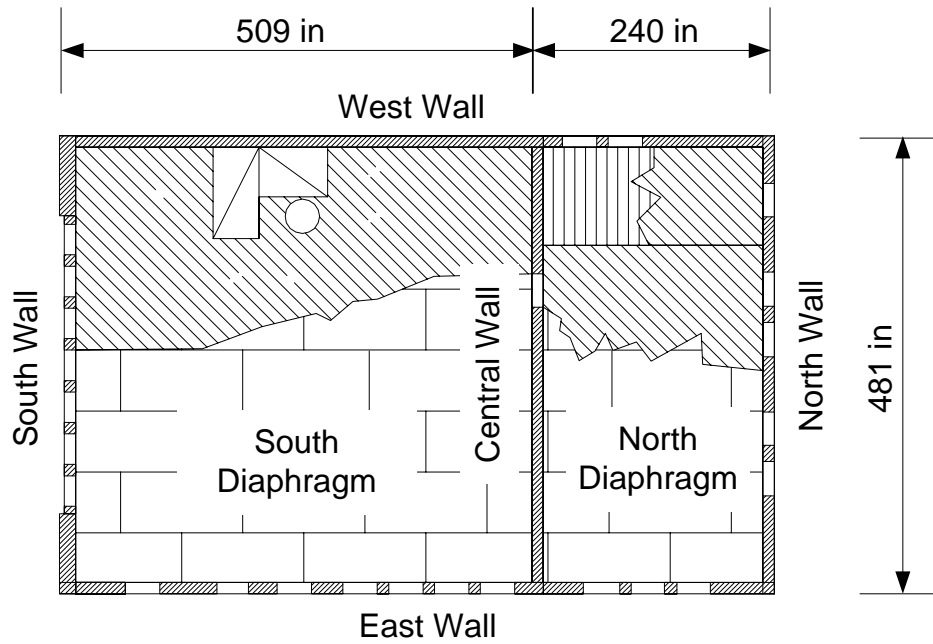 509 in
240 in
West Wall
South Wall
Central Wall
North Wall
481 in
South
Diaphragm
North
Diaphragm
East Wall